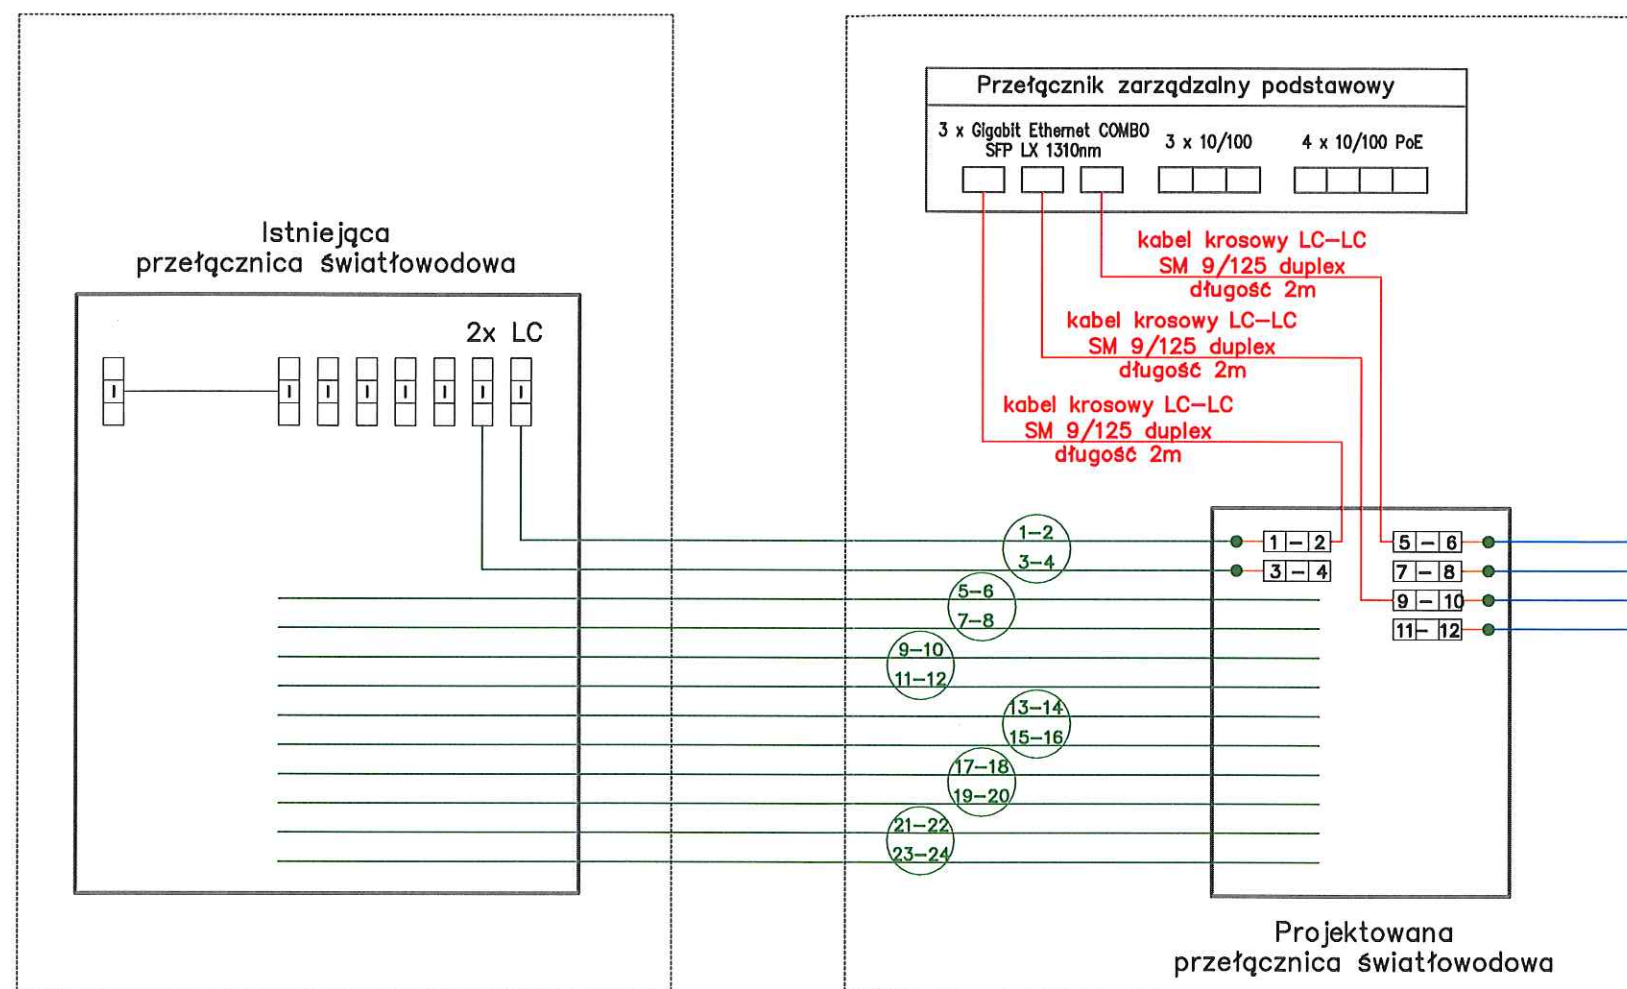 Przełącznik zarządzalny podstawowy
3 x Gigabit Ethernet COMBO
SFP LX 1310nm
3 x 10/100
4 x 10/100 PoE
Istniejąca
przełącznica światłowodowa
2x LC
kabel krosowy LC-LC
SM 9/125 duplex
długość 2m
kabel krosowy LC-LC
SM 9/125 duplex
długość 2m
kabel krosowy LC-LC
SM 9/125 duplex
długość 2m
1-2
3-4
5-6
7-8
9-10
11-12
13-14
15-16
17-18
19-20
21-22
23-24
1 - 2
3 - 4
5 - 6
7 - 8
9 - 10
11 - 12
Projektowana
przełącznica światłowodowa